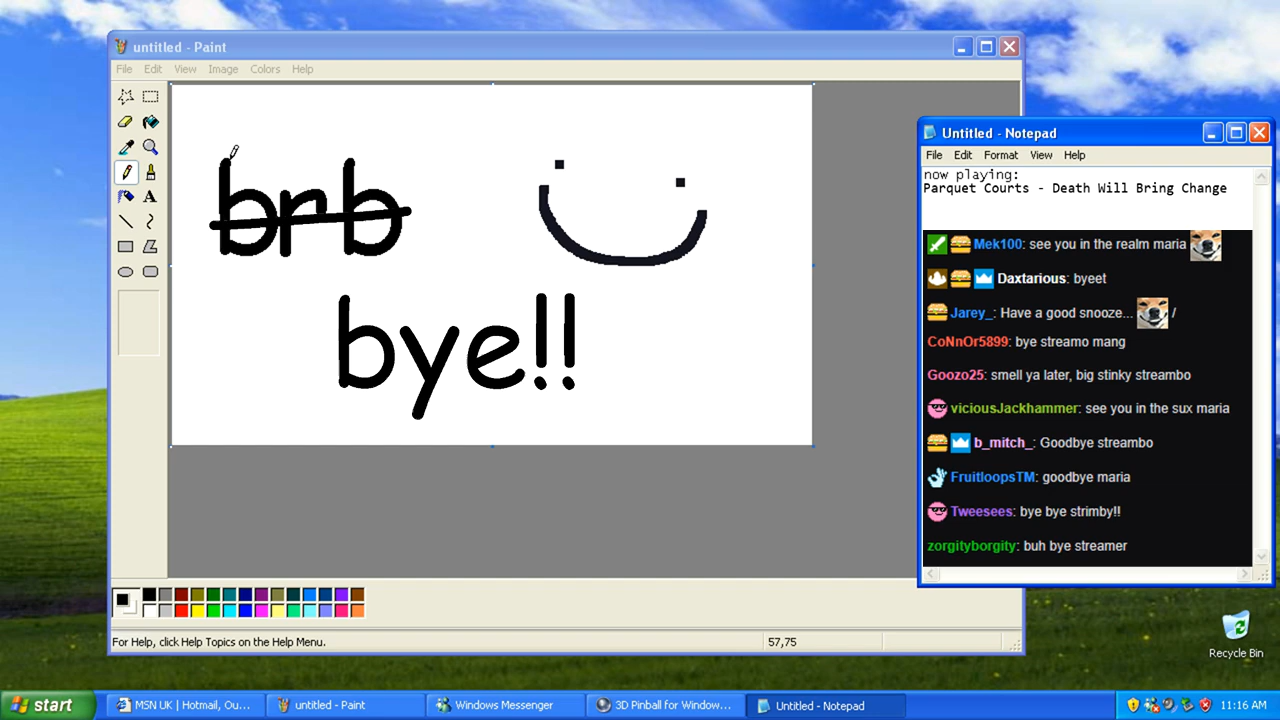 untitled - Paint
File Edit View Image Colors Help
brb
bye!!
For Help, click Help Topics on the Help Menu.
57,75
Untitled - Notepad
File Edit Format View Help
now playing:
Parquet Courts - Death Will Bring Change
Mek100: see you in the realm maria
Daxtarious: byeet
Jarey_: Have a good snooze... /
CoNnOr5899: bye streamo mang
Goozo25: smell ya later, big stinky streambo
viciousJackhammer: see you in the sux maria
b_mitch_: Goodbye streambo
FruitloopsTM: goodbye maria
Tweesees: bye bye strimby!!
zorgityborgity: buh bye streamer
Recycle Bin
start
MSN UK | Hotmail, Ou...
untitled - Paint
Windows Messenger
3D Pinball for Window...
Untitled - Notepad
11:16 AM